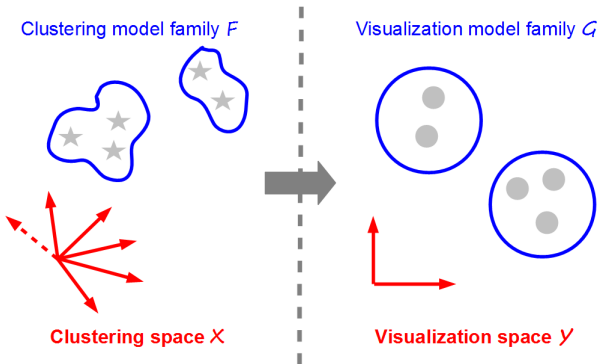 Clustering model family F
Visualization model family G
Clustering space X
Visualization space Y